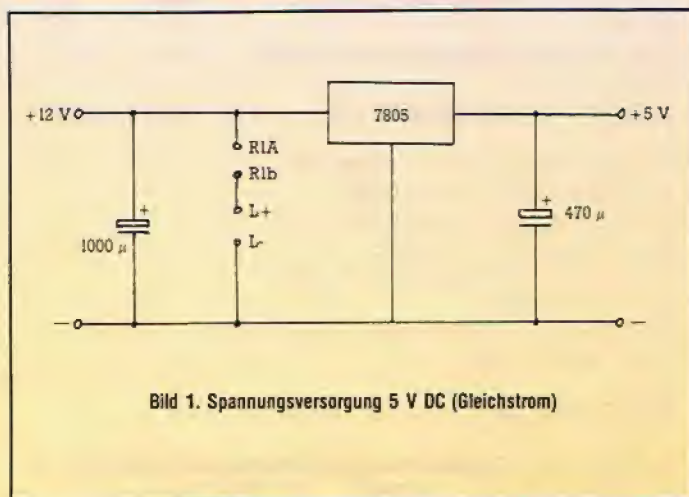 +12 V
7805
+5 V
R1A
R1b
L+
L-
+
1000 µ
+
470 µ
—
—
Bild 1. Spannungsversorgung 5 V DC (Gleichstrom)